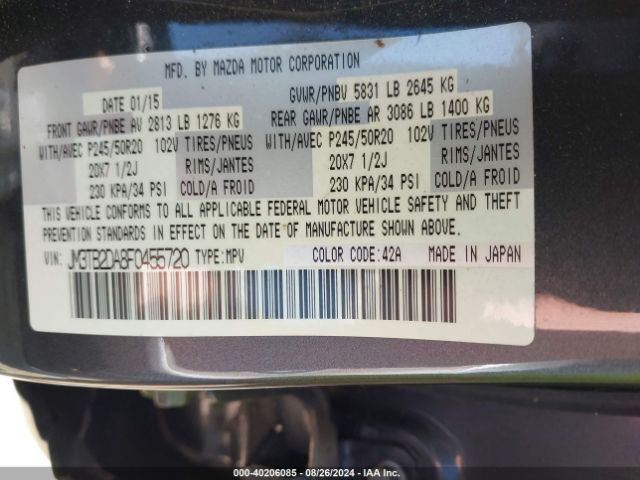 MFD. BY MAZDA MOTOR CORPORATION
DATE 01/15
GVWR/PNBV 5831 LB 2645 KG
FRONT GAWR/PNBE AV 2813 LB 1276 KG
REAR GAWR/PNBE AR 3086 LB 1400 KG
WITH/AVEC P245/50R20 102V TIRES/PNEUS
WITH/AVEC P245/50R20 102V TIRES/PNEUS
20X7 1/2J RIMS/JANTES
20X7 1/2J RIMS/JANTES
230 KPA/34 PSI COLD/A FROID
230 KPA/34 PSI COLD/A FROID
THIS VEHICLE CONFORMS TO ALL APPLICABLE FEDERAL MOTOR VEHICLE SAFETY AND THEFT
PREVENTION STANDARDS IN EFFECT ON THE DATE OF MANUFACTURE SHOWN ABOVE.
VIN: JM3TB2DA8F0455720 TYPE: MPV COLOR CODE: 42A MADE IN JAPAN
000-40206085 - 08/26/2024 - IAA Inc.